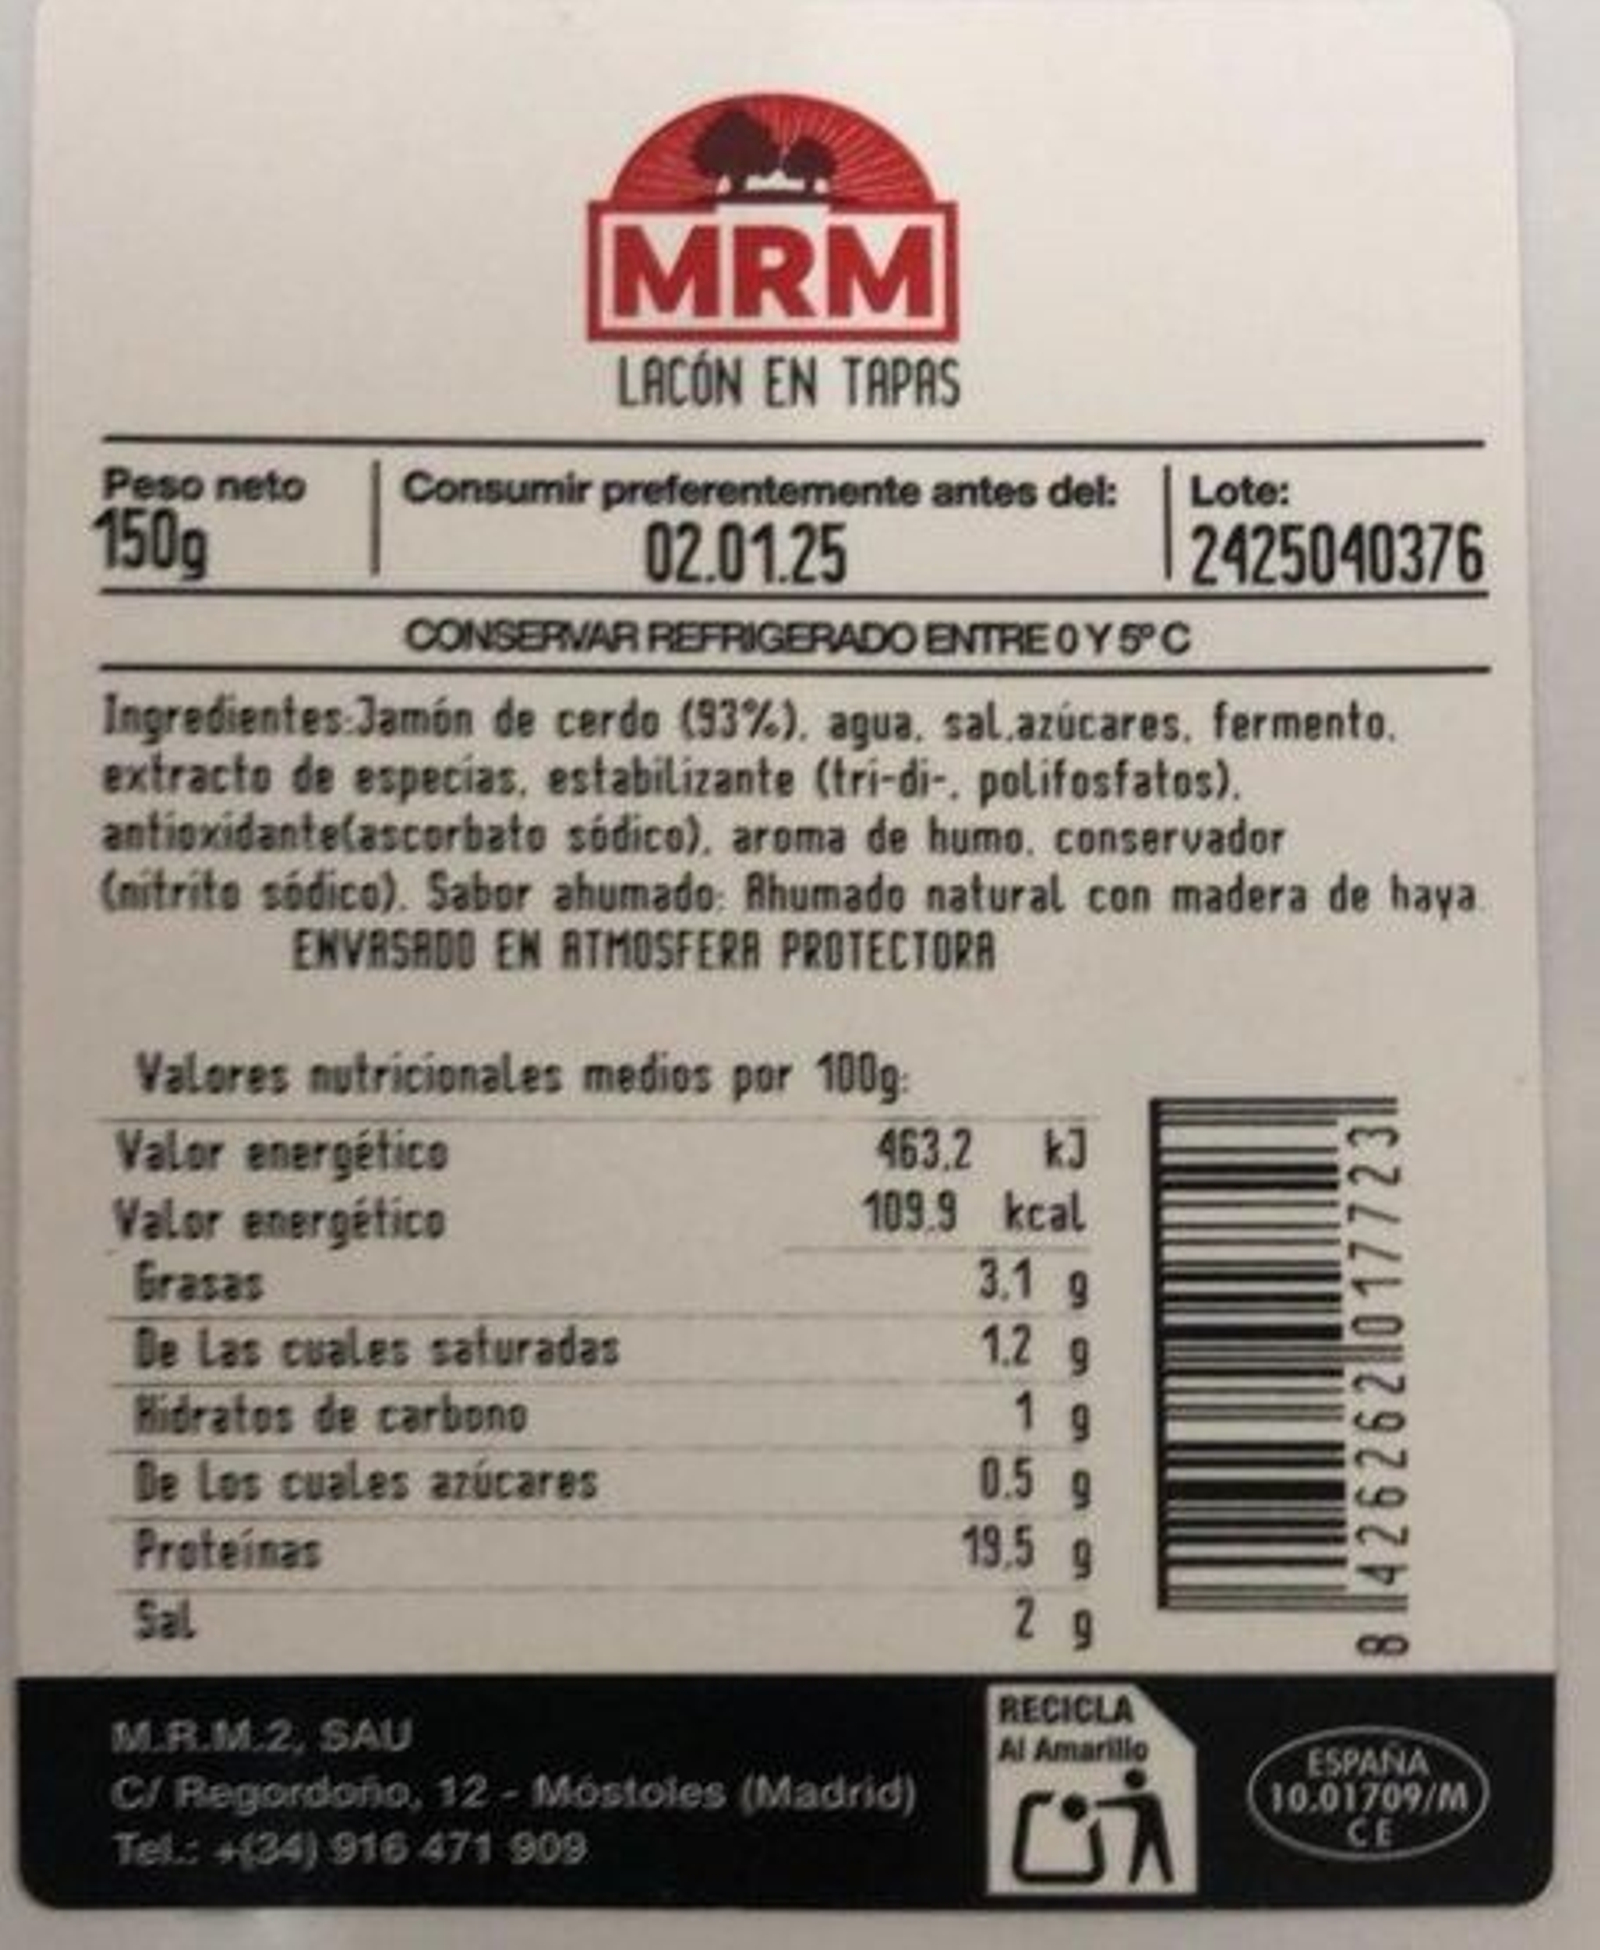 MRM
LACÓN EN TAPAS
Peso neto
150g
Consumir preferentemente antes del:
02.01.25
Lote:
2425040376
CONSERVAR REFRIGERADO ENTRE 0 Y 5º C
Ingredientes:Jamón de cerdo (93%), agua, sal,azúcares, fermento,
extracto de especias, estabilizante (tri-di-, polifosfatos),
antioxidante(ascorbato sódico), aroma de humo, conservador
(nitrito sódico). Sabor ahumado: Ahumado natural con madera de haya
ENVASADO EN ATMOSFERA PROTECTORA
Valores nutricionales medios por 100g:
Valor energético 463,2 kJ
Valor energético 109,9 kcal
Grasas 3,1 g
De las cuales saturadas 1,2 g
Hidratos de carbono 1 g
De los cuales azúcares 0,5 g
Proteínas 19,5 g
Sal 2 g
8 426262 017723
M.R.M.2, SAU
C/ Regordoño, 12 - Móstoles (Madrid)
Tel.: +(34) 916 471 909
RECICLA
Al Amarillo
ESPAÑA
10.01709/M
CE